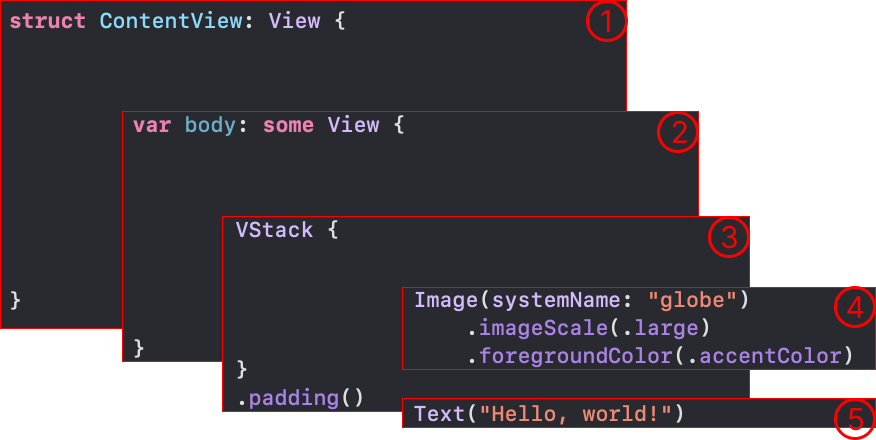 struct ContentView: View {
①
var body: some View {
②
VStack {
③
Image(systemName: "globe")
④
.imageScale(.large)
.foregroundColor(.accentColor)
}
}
}
.padding()
Text("Hello, world!")
⑤